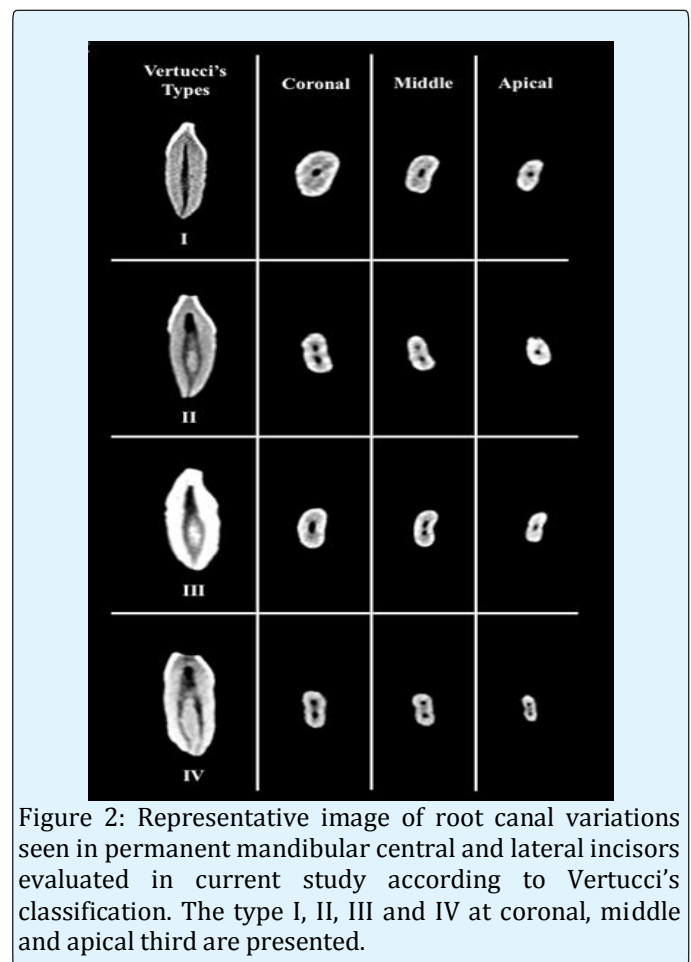 Vertucci's
Types
Coronal
Middle
Apical
I
II
III
IV
Figure 2: Representative image of root canal variations
seen in permanent mandibular central and lateral incisors
evaluated in current study according to Vertucci's
classification. The type I, II, III and IV at coronal, middle
and apical third are presented.